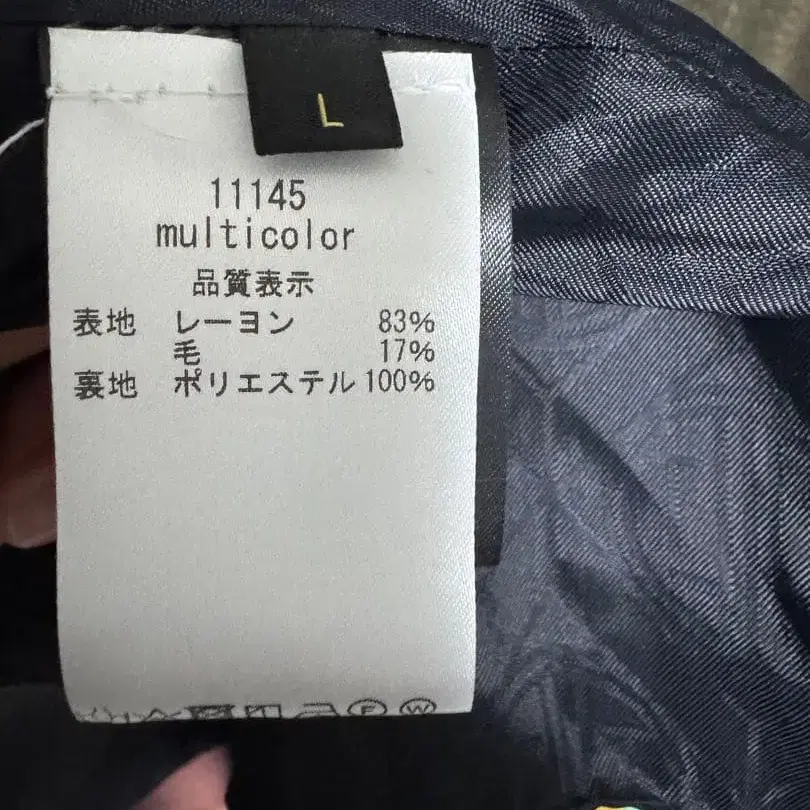 L
11145
multicolor
品質表示
表地 レーヨン 83%
毛 17%
裏地 ポリエステル 100%
F W